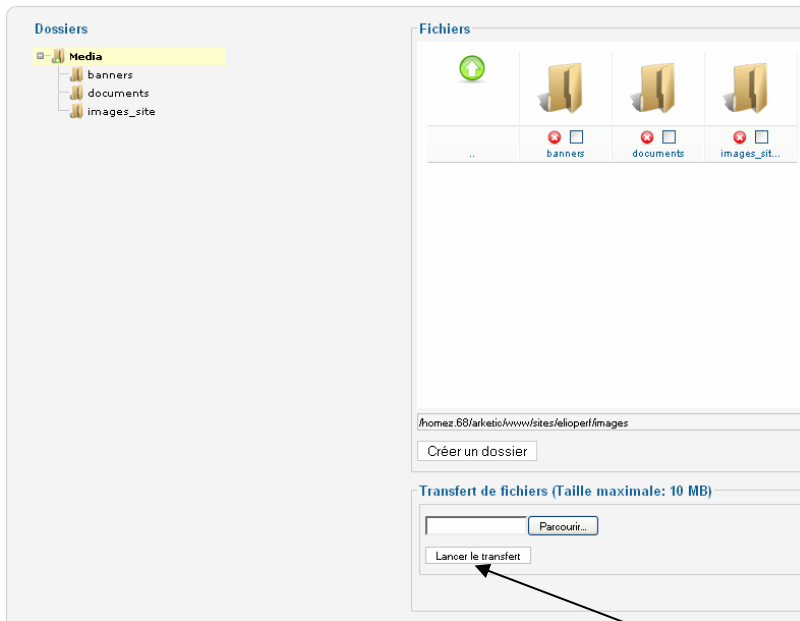 Dossiers
Media
banners
documents
images_site
Fichiers
..
banners
documents
images_sit...
/homez.68/arketic/www/sites/elioperf/images
Créer un dossier
Transfert de fichiers (Taille maximale: 10 MB)
Parcourir...
Lancer le transfert